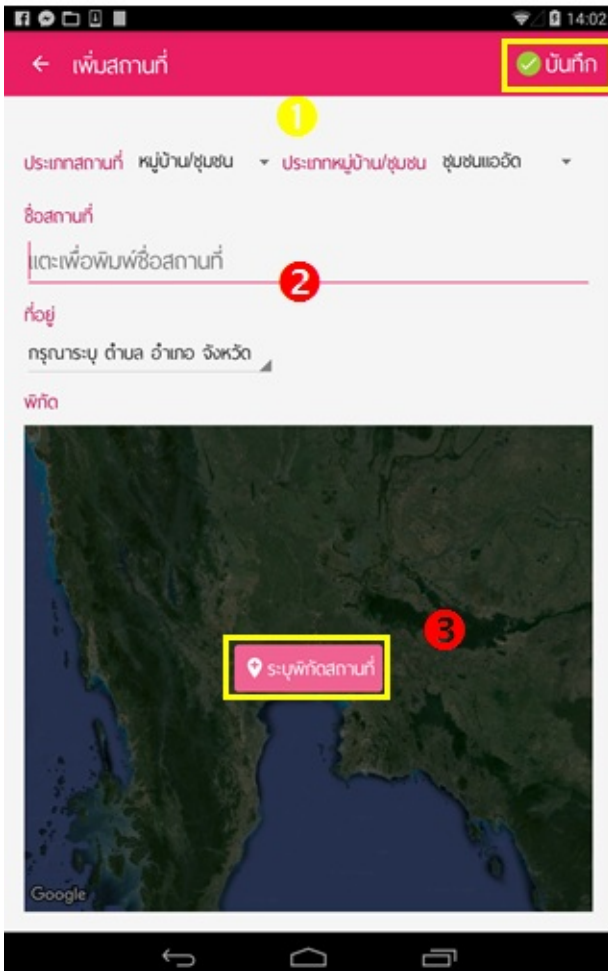 14:02
เพิ่มสถานที่ บันทึก
1
ประเภทสถานที่ หมู่บ้าน/ชุมชน ประเภทหมู่บ้าน/ชุมชน ชุมชนแออัด
ชื่อสถานที่
แตะเพื่อพิมพ์ชื่อสถานที่
2
ที่อยู่
กรุณาระบุ ตำบล อำเภอ จังหวัด
พิกัด
3
ระบุพิกัดสถานที่
Google